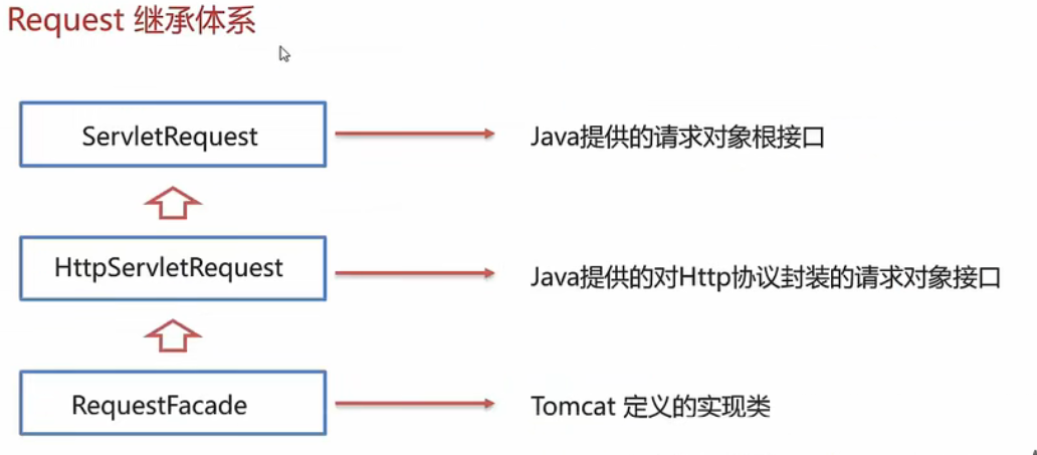 Request 继承体系
ServletRequest
Java提供的请求对象根接口
HttpServletRequest
Java提供的对Http协议封装的请求对象接口
RequestFacade
Tomcat 定义的实现类